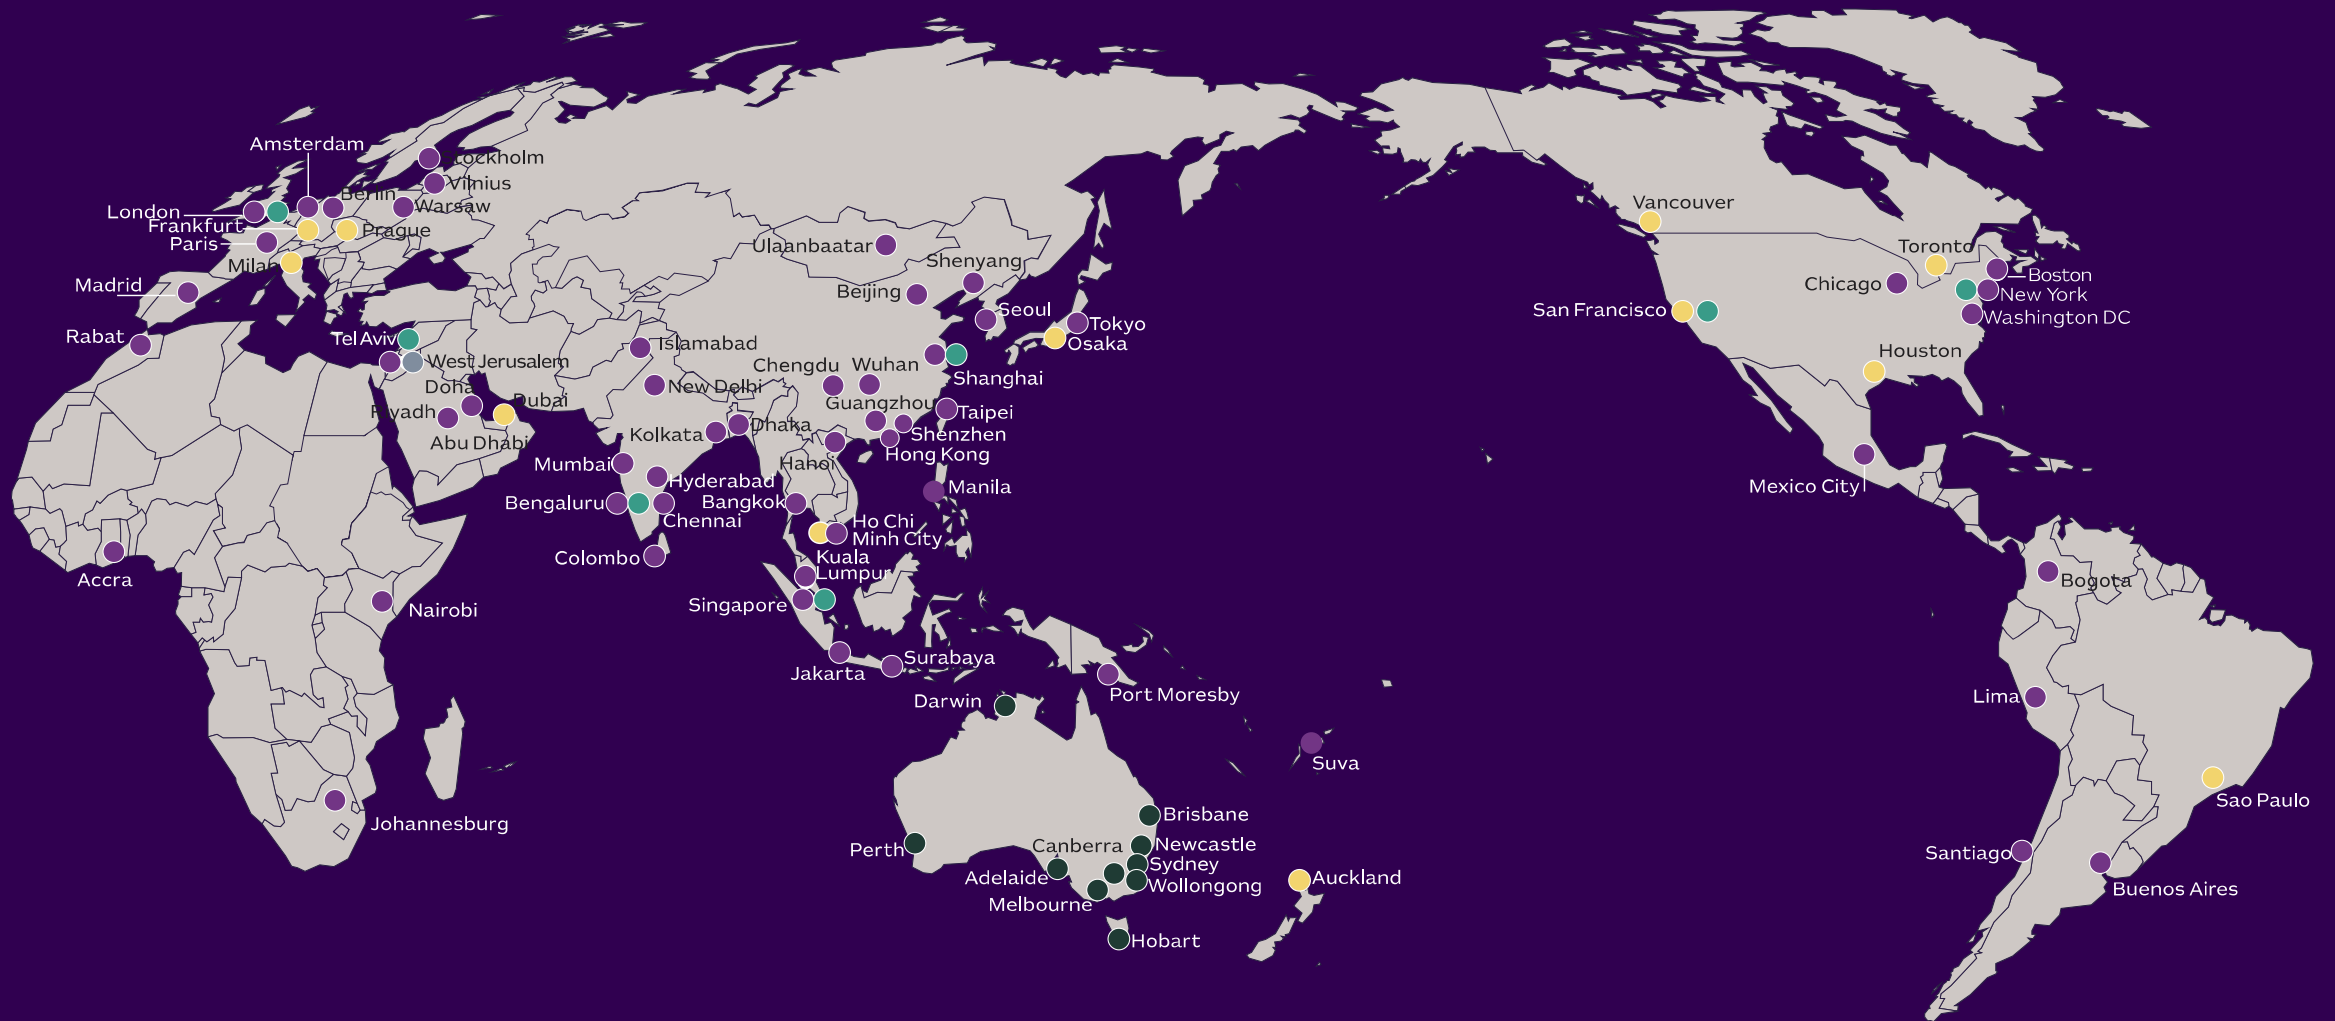 Amsterdam
Stockholm
Vilnius
Berlin
Warsaw
London
Frankfurt
Paris
Prague
Milan
Madrid
Rabat
Tel Aviv
West Jerusalem
Doha
Dubai
Riyadh
Abu Dhabi
Accra
Nairobi
Johannesburg
Ulaanbaatar
Shenyang
Beijing
Seoul
Tokyo
Osaka
Islamabad
New Delhi
Chengdu
Wuhan
Shanghai
Guangzhou
Taipei
Shenzhen
Hong Kong
Kolkata
Dhaka
Hanoi
Mumbai
Hyderabad
Bengaluru
Chennai
Bangkok
Manila
Ho Chi
Minh City
Colombo
Kuala
Lumpur
Singapore
Jakarta
Surabaya
Port Moresby
Darwin
Suva
Brisbane
Perth
Canberra
Newcastle
Sydney
Adelaide
Wollongong
Melbourne
Hobart
Auckland
Vancouver
Toronto
Chicago
Boston
New York
Washington DC
San Francisco
Houston
Mexico City
Bogota
Lima
Sao Paulo
Santiago
Buenos Aires